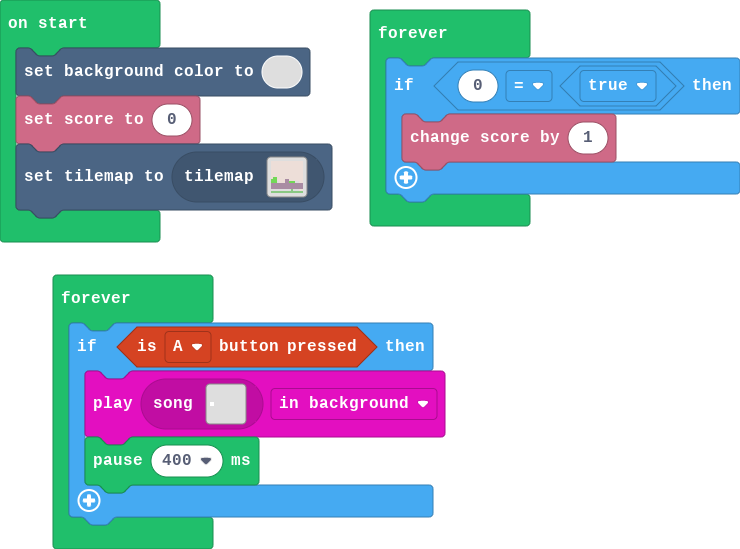 on start
set background color to
set score to 0
set tilemap to tilemap
forever
if 0 = true then
change score by 1
forever
if is A button pressed then
play song in background
pause 400 ms